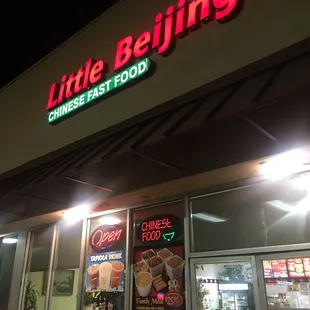 Little Beijing
CHINESE FAST FOOD
Open
CHINESE
FOOD
TAPIOCA DRINK
Family Meal